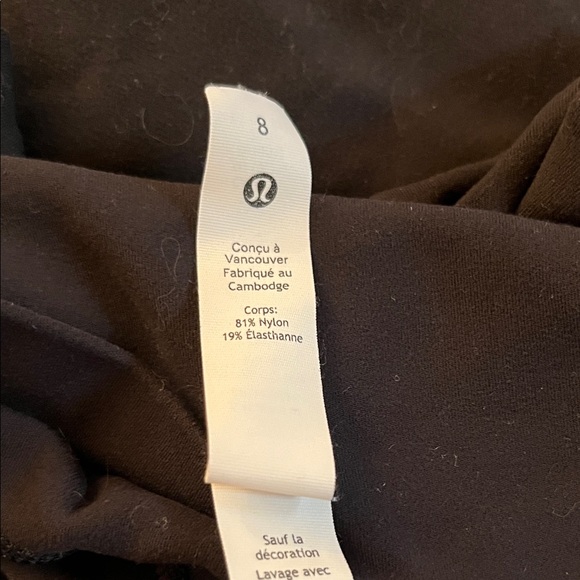 8
Conçu à
Vancouver
Fabriqué au
Cambodge
Corps:
81% Nylon
19% Élasthanne
Sauf la
décoration
Lavage avec